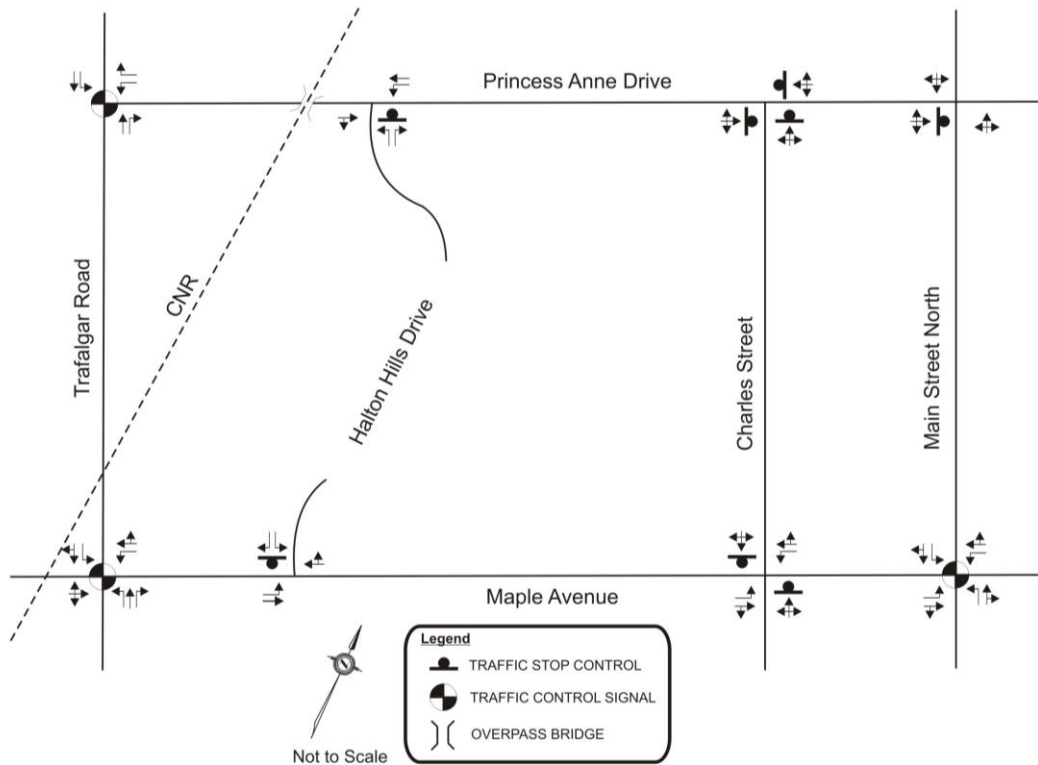 Princess Anne Drive
Trafalgar Road
CNR
Halton Hills Drive
Charles Street
Main Street North
Maple Avenue
Legend
TRAFFIC STOP CONTROL
TRAFFIC CONTROL SIGNAL
OVERPASS BRIDGE
Not to Scale